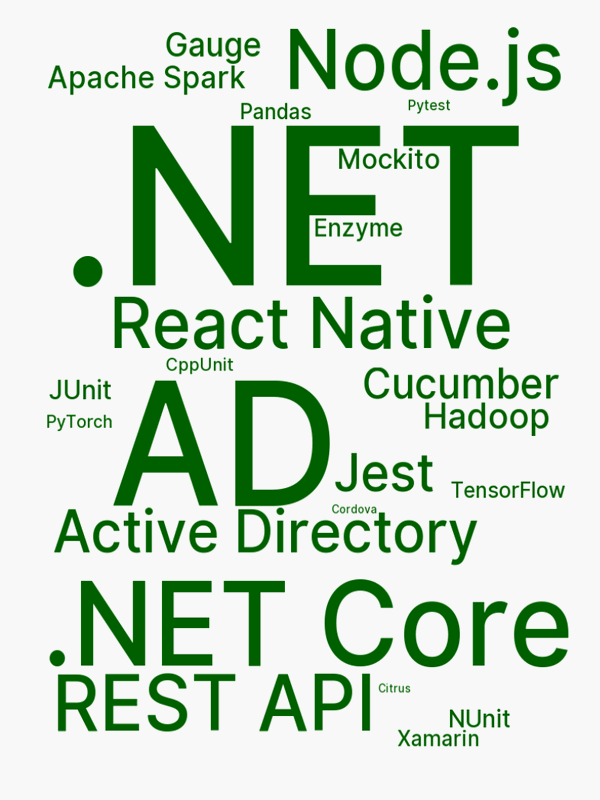 Gauge
Node.js
Apache Spark
Pandas
Pytest
.NET
Mockito
Enzyme
React Native
CppUnit
JUnit
Cucumber
PyTorch
AD
Hadoop
Jest
TensorFlow
Cordova
Active Directory
.NET Core
REST API
Citrus
NUnit
Xamarin